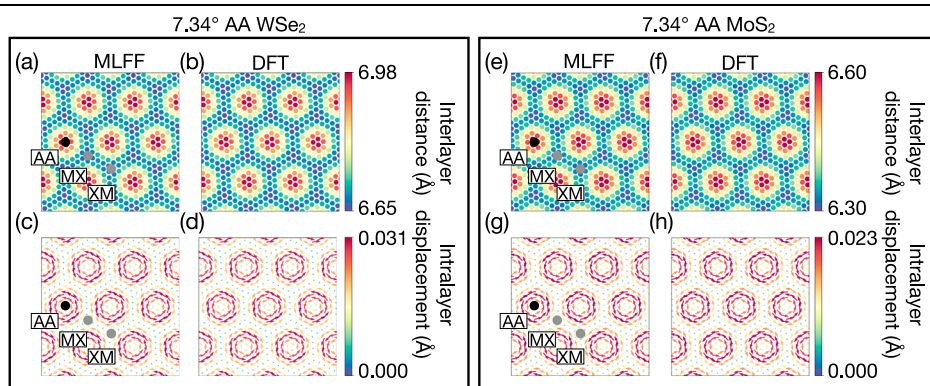 7.34° AA WSe₂
(a) MLFF (b) DFT
6.98
Interlayer
distance (Å)
6.65
AA
MX
XM
(c) (d)
0.031
Intralayer
displacement (Å)
0.000
AA
MX
XM
7.34° AA MoS₂
(e) MLFF (f) DFT
6.60
Interlayer
distance (Å)
6.30
AA
MX
XM
(g) (h)
0.023
Intralayer
displacement (Å)
0.000
AA
MX
XM